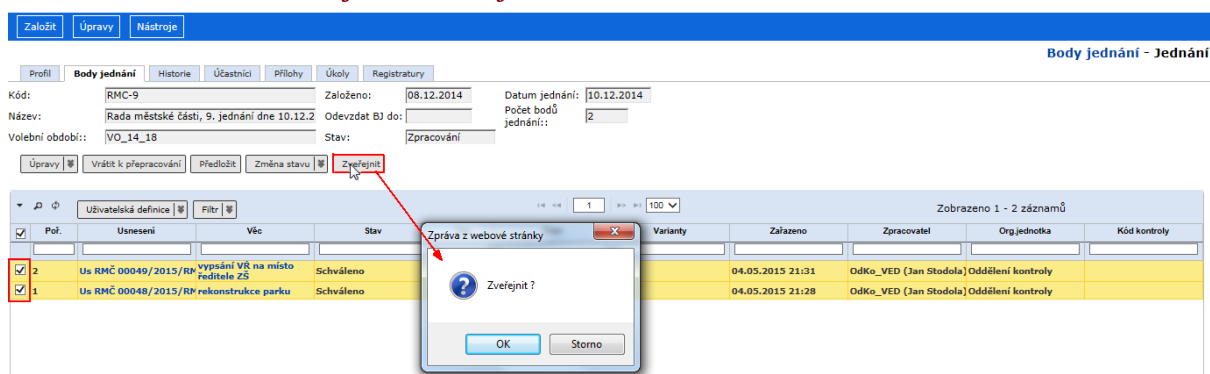 Založit Úpravy Nástroje
Body jednání - Jednání
Profil Body jednání Historie Účastníci Přílohy Úkoly Registratury
Kód: RMC-9 Založeno: 08.12.2014 Datum jednání: 10.12.2014
Název: Rada městské části, 9. jednání dne 10.12.2 Odevzdat BJ do: Počet bodů jednání:: 2
Volební období:: VO_14_18 Stav: Zpracování
Úpravy Vrátit k přepracování Předložit Změna stavu Zveřejnit
Uživatelská definice Filtr 1 100 Zobrazeno 1 - 2 záznamů
Poř. Usnesení Věc Stav Varianty Zařazeno Zpracovatel Org.jednotka Kód kontroly
Zpráva z webové stránky
2 Us RMČ 00049/2015/RM vypsání VŘ na místo ředitele ZŠ Schváleno 04.05.2015 21:31 OdKo_VED (Jan Stodola) Oddělení kontroly
1 Us RMČ 00048/2015/RM rekonstrukce parku Schváleno 04.05.2015 21:28 OdKo_VED (Jan Stodola) Oddělení kontroly
Zveřejnit ?
OK Storno